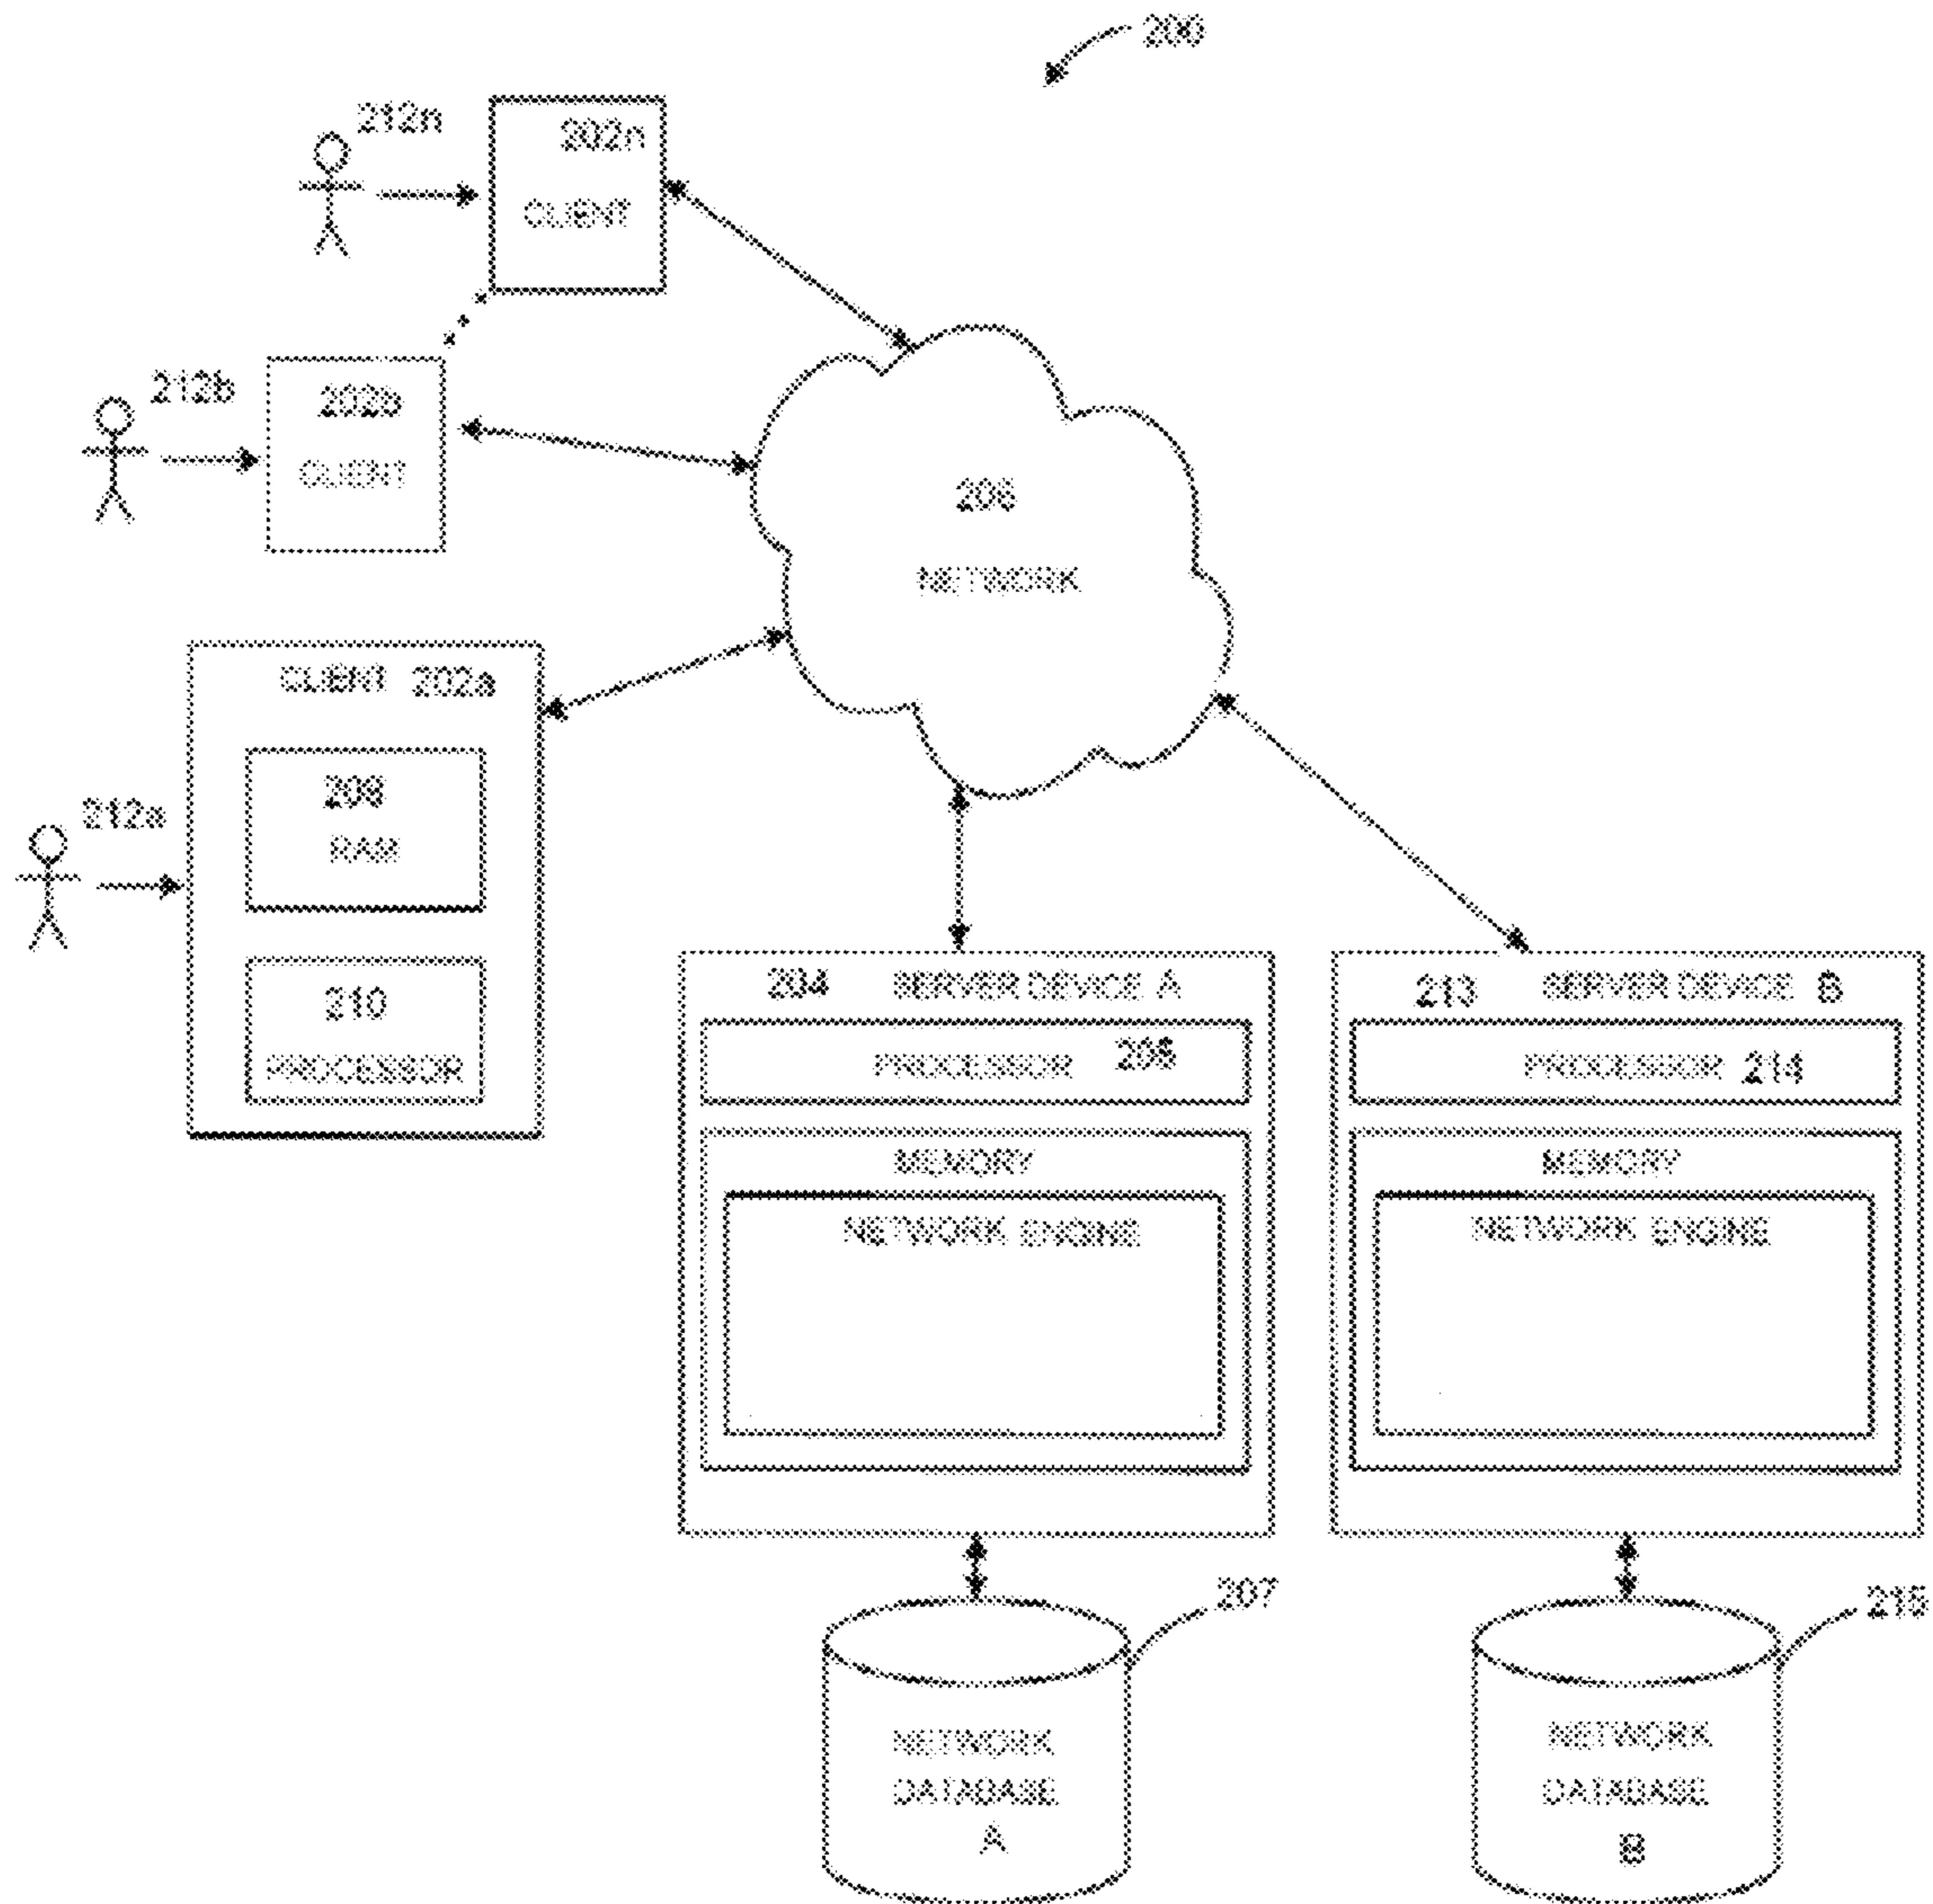 200
212n
202n
CLIENT
212b
202b
CLIENT
206
NETWORK
CLIENT 202a
208
RAM
212a
210
PROCESSOR
204 SERVER DEVICE A
PROCESSOR 205
MEMORY
NETWORK ENGINE
213 SERVER DEVICE B
PROCESSOR 214
MEMORY
NETWORK ENGINE
207
NETWORK
DATABASE
A
215
NETWORK
DATABASE
B